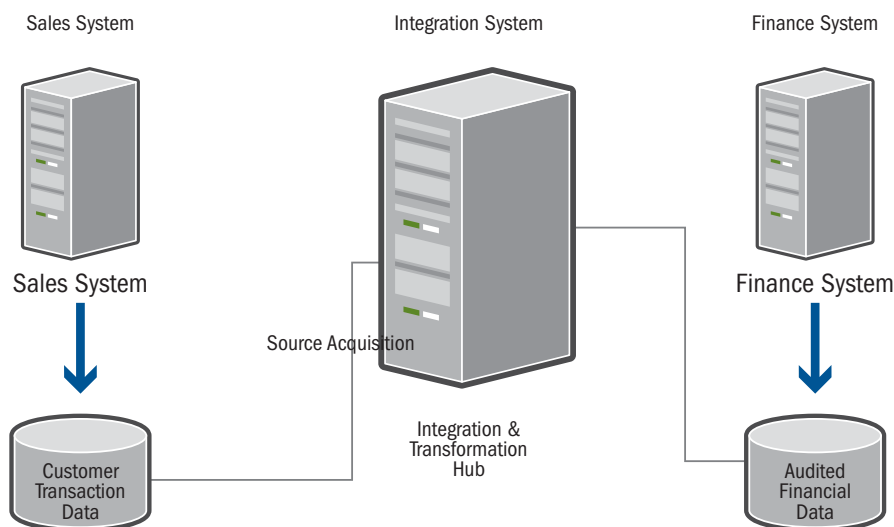 Sales System
Integration System
Finance System
Sales System
Finance System
Source Acquisition
Integration &
Transformation
Hub
Customer
Transaction
Data
Audited
Financial
Data